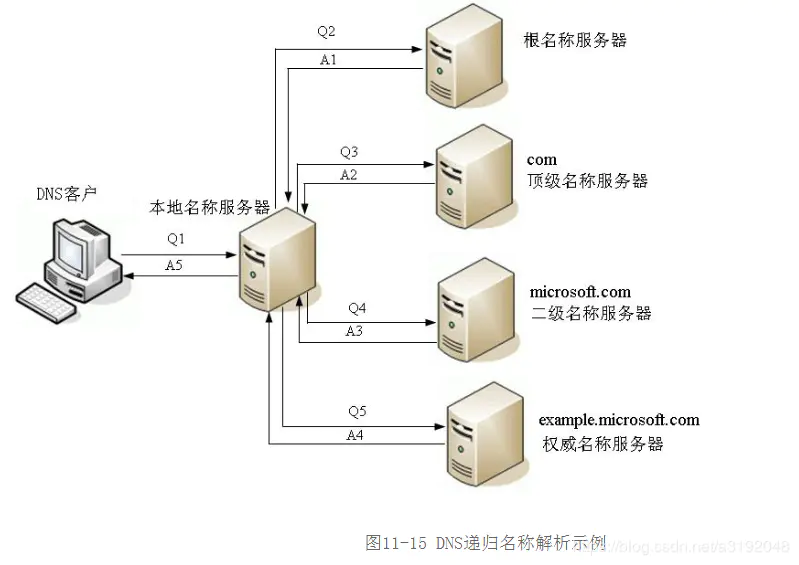 Q2
A1
根名称服务器
Q3
A2
com
顶级名称服务器
DNS客户
本地名称服务器
Q1
A5
Q4
A3
microsoft.com
二级名称服务器
Q5
A4
example.microsoft.com
权威名称服务器
图11-15 DNS递归名称解析示例
https://blog.csdn.net/s3192048